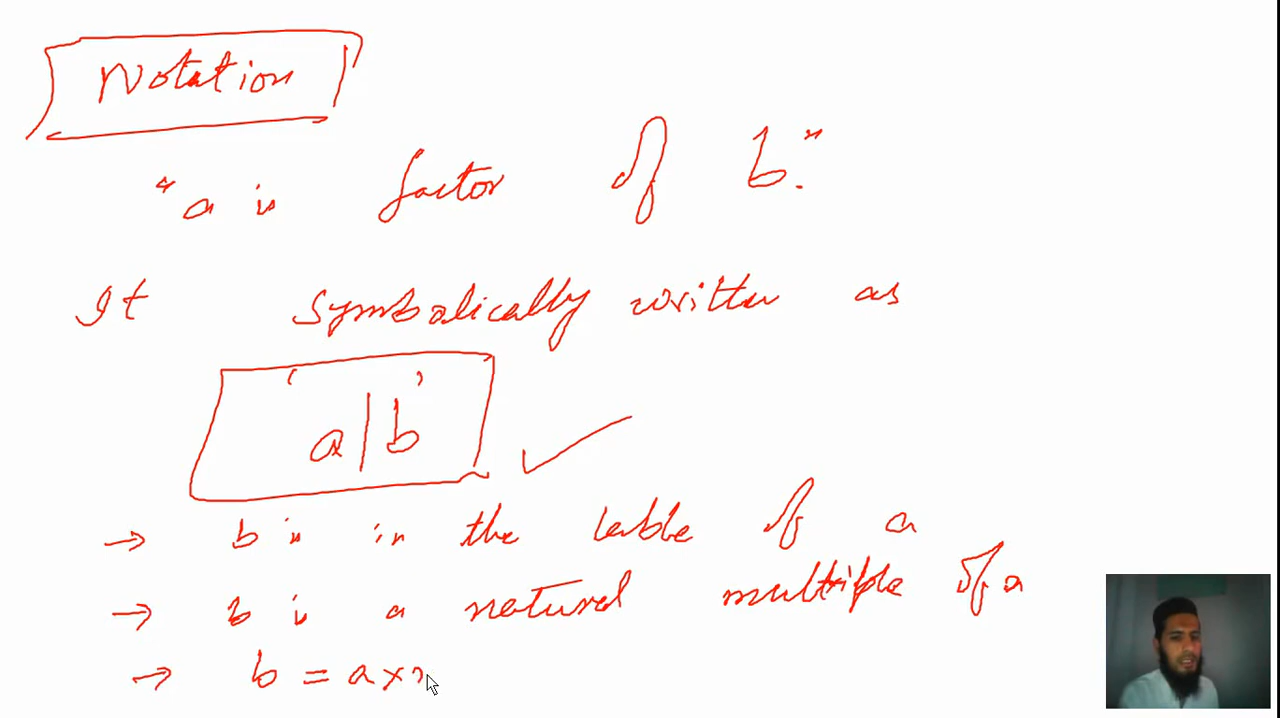 Notation
"a is factor of b."
It symbolically written as
'a|b'
→ b is in the table of a
→ b is a natural multiple of a
→ b = a ×